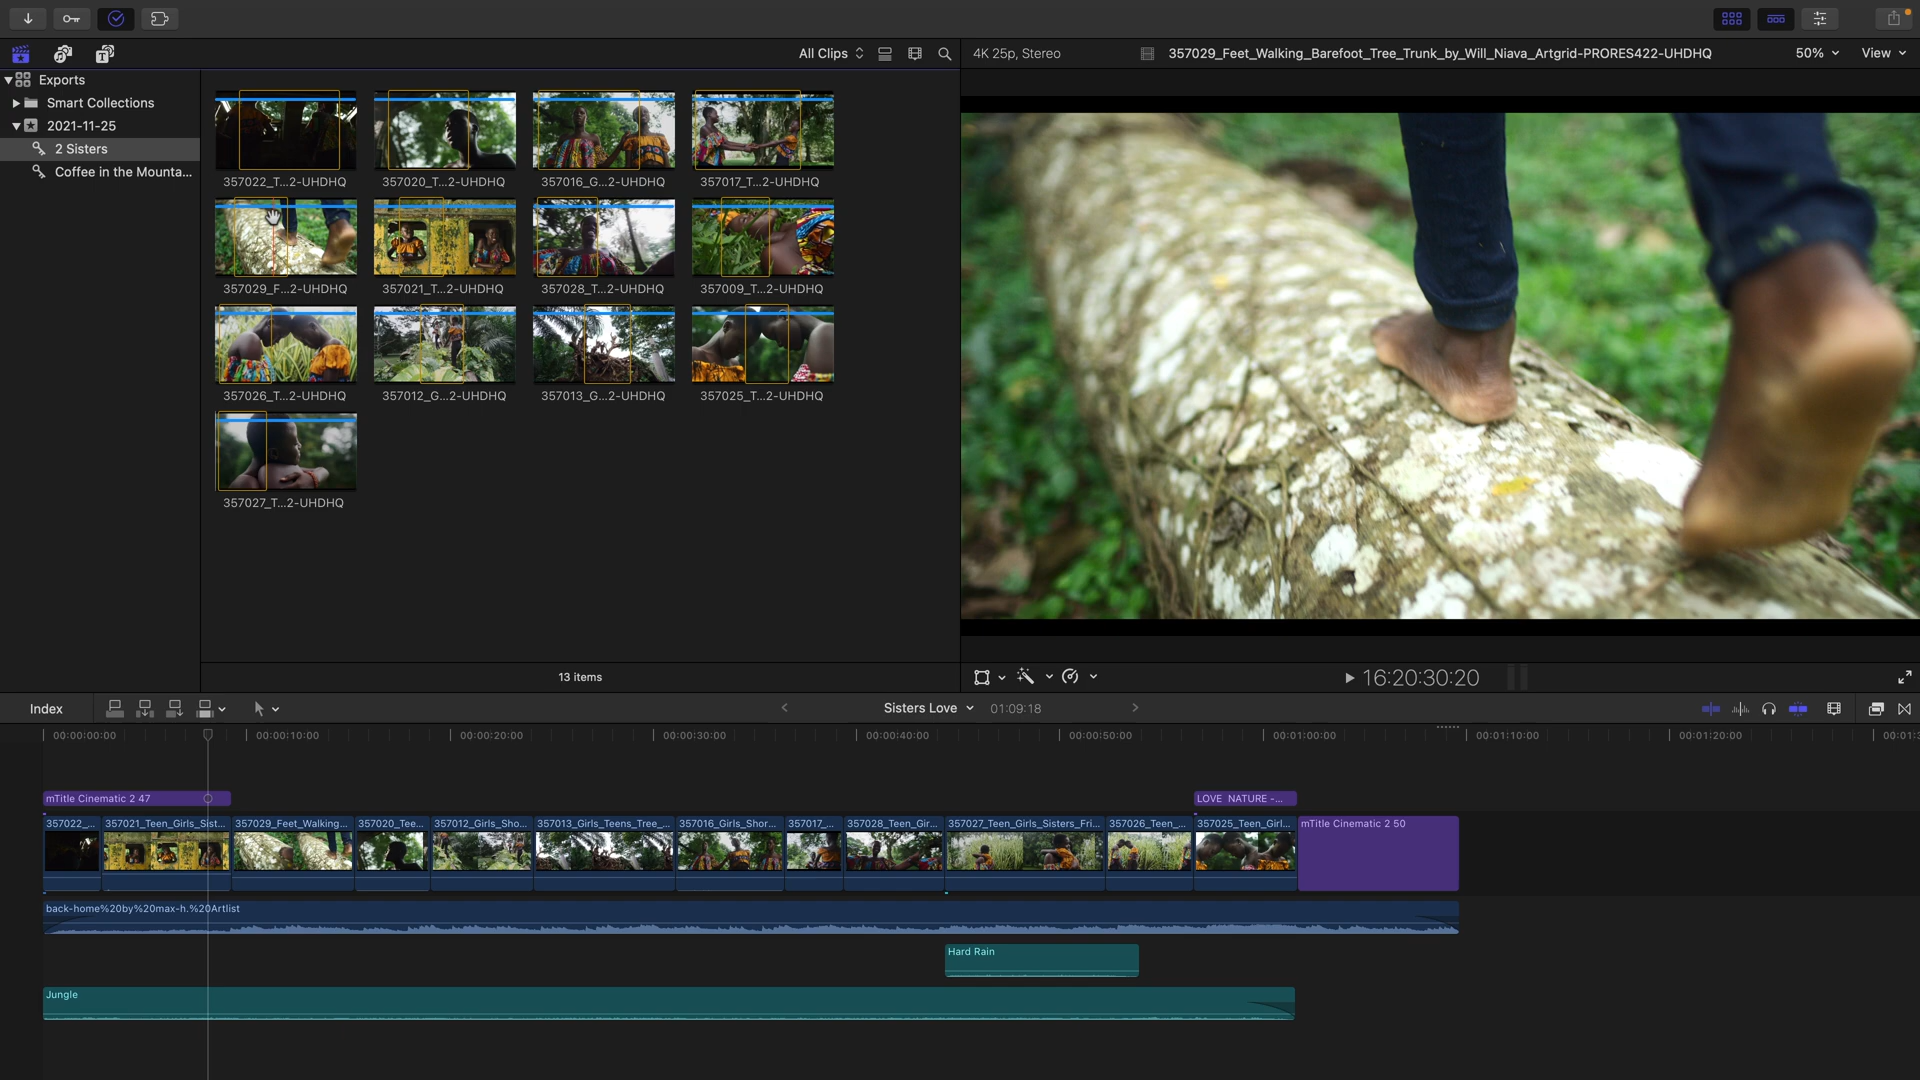 All Clips
4K 25p, Stereo
357029_Feet_Walking_Barefoot_Tree_Trunk_by_Will_Niava_Artgrid-PRORES422-UHDHQ
50%
View
Exports
Smart Collections
2021-11-25
2 Sisters
Coffee in the Mounta...
357022_T...2-UHDHQ
357020_T...2-UHDHQ
357016_G...2-UHDHQ
357017_T...2-UHDHQ
357029_F...2-UHDHQ
357021_T...2-UHDHQ
357028_T...2-UHDHQ
357009_T...2-UHDHQ
357026_T...2-UHDHQ
357012_G...2-UHDHQ
357013_G...2-UHDHQ
357025_T...2-UHDHQ
357027_T...2-UHDHQ
13 items
16:20:30:20
Index
Sisters Love
01:09:18
00:00:00:00
00:00:10:00
00:00:20:00
00:00:30:00
00:00:40:00
00:00:50:00
00:01:00:00
00:01:10:00
00:01:20:00
00:01:3
mTitle Cinematic 2 47
LOVE NATURE -...
357022_...
357021_Teen_Girls_Sist...
357029_Feet_Walking...
357020_Tee...
357012_Girls_Sho...
357013_Girls_Teens_Tree_...
357016_Girls_Shor...
357017_...
357028_Teen_Gir...
357027_Teen_Girls_Sisters_Fri...
357026_Teen_...
357025_Teen_Girl...
mTitle Cinematic 2 50
back-home%20by%20max-h.%20Artlist
Hard Rain
Jungle